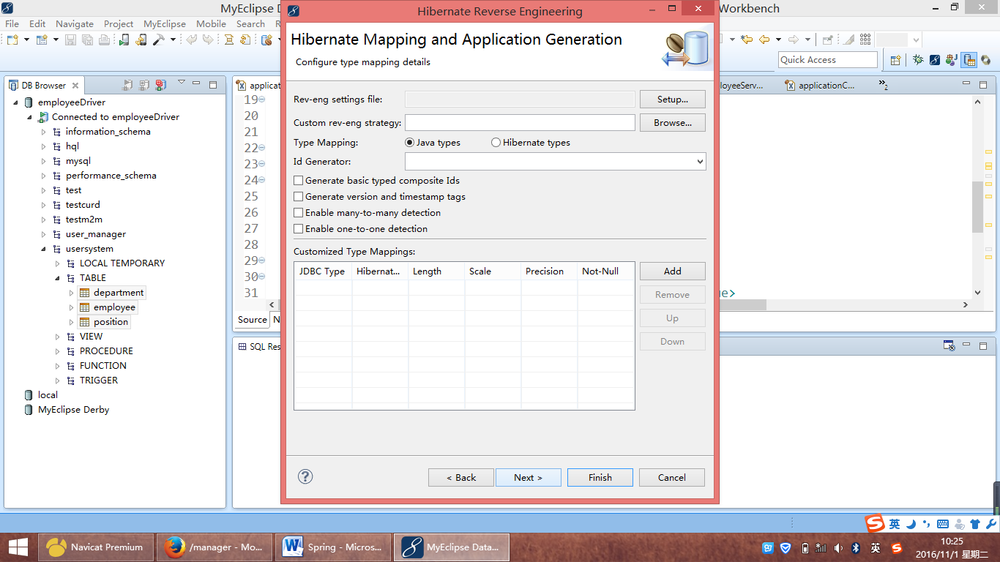 MyEclipse D
Hibernate Reverse Engineering
Workbench
File Edit Navigate Project MyEclipse Mobile Search R
Hibernate Mapping and Application Generation
Configure type mapping details
Quick Access
DB Browser
employeeDriver
Connected to employeeDriver
information_schema
hql
mysql
performance_schema
test
testcurd
testm2m
user_manager
usersystem
LOCAL TEMPORARY
TABLE
department
employee
position
VIEW
PROCEDURE
FUNCTION
TRIGGER
local
MyEclipse Derby
applicat
19
20
21
22
23
24
25
26
27
28
29
30
31
Source N
SQL Res
Rev-eng settings file: Setup...
Custom rev-eng strategy: Browse...
Type Mapping: Java types Hibernate types
Id Generator:
Generate basic typed composite Ids
Generate version and timestamp tags
Enable many-to-many detection
Enable one-to-one detection
Customized Type Mappings:
JDBC Type Hibernat... Length Scale Precision Not-Null
Add
Remove
Up
Down
< Back Next > Finish Cancel
loyeeServ... applicationC... »2
e>
英
Navicat Premium /manager - Mo... Spring - Micros... MyEclipse Data...
英
10:25
2016/11/1 星期二